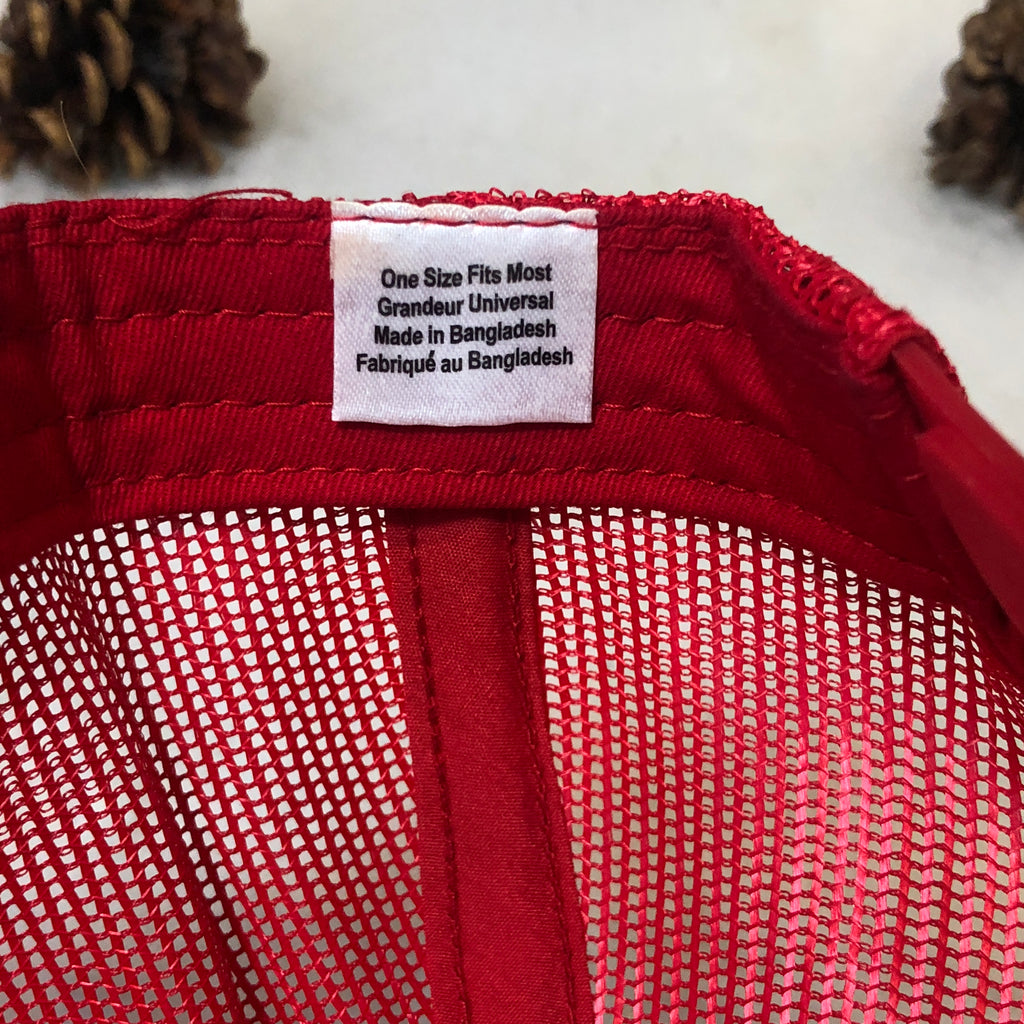 One Size Fits Most
Grandeur Universal
Made in Bangladesh
Fabriqué au Bangladesh